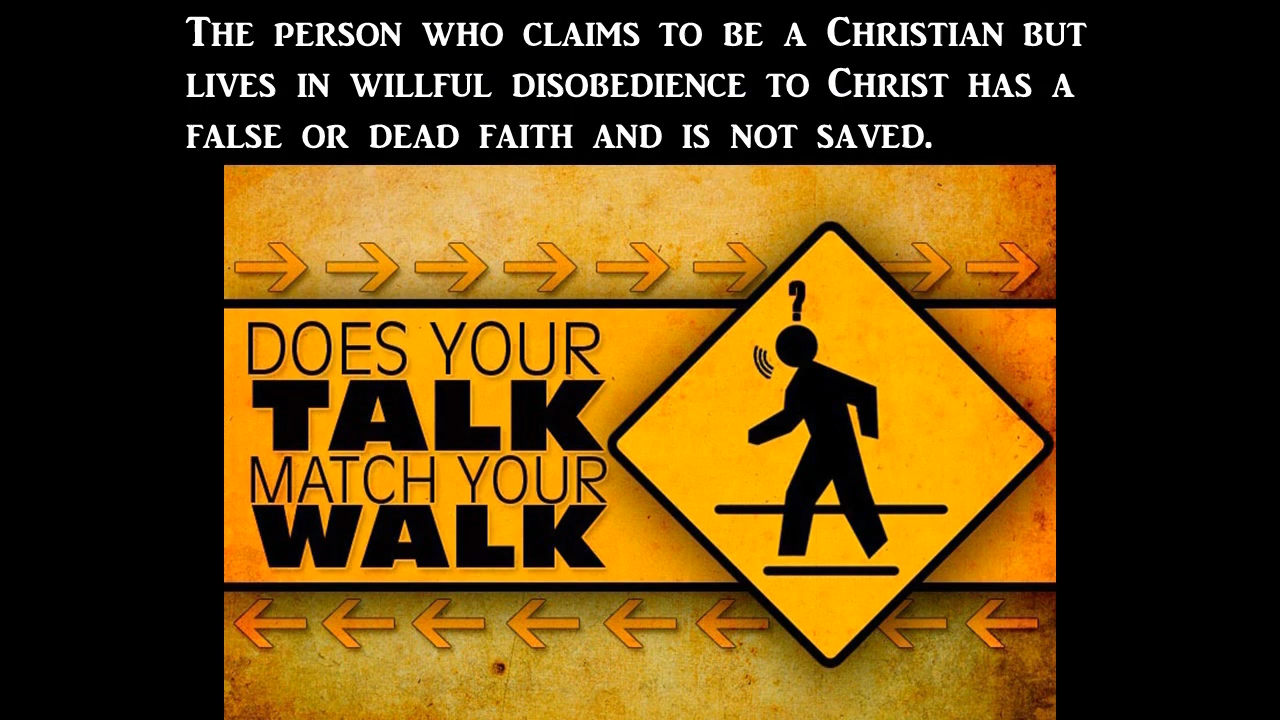 The person who claims to be a Christian but
lives in willful disobedience to Christ has a
false or dead faith and is not saved.
?
DOES YOUR
TALK
MATCH YOUR
WALK